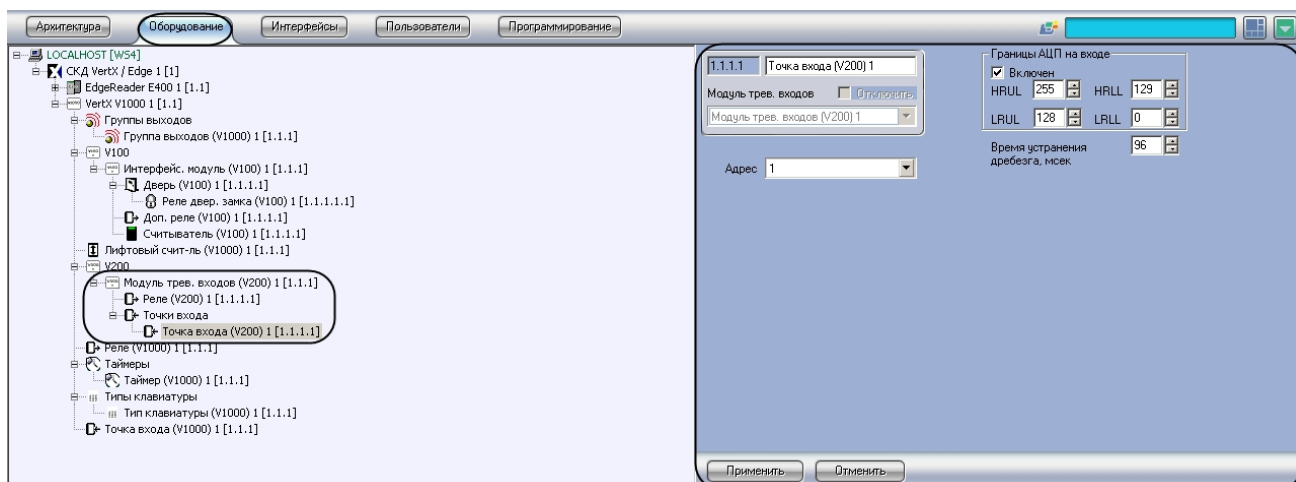 Архитектура Оборудование Интерфейсы Пользователи Программирование
LOCALHOST [WS4]
СКД VertX / Edge 1 [1]
EdgeReader E400 1 [1.1]
VertX V1000 1 [1.1]
Группы выходов
Группа выходов (V1000) 1 [1.1.1]
V100
Интерфейс. модуль (V100) 1 [1.1.1]
Дверь (V100) 1 [1.1.1.1]
Реле двер. замка (V100) 1 [1.1.1.1.1]
Доп. реле (V100) 1 [1.1.1.1]
Считыватель (V100) 1 [1.1.1.1]
Лифтовый счит-ль (V1000) 1 [1.1.1]
V200
Модуль трев. входов (V200) 1 [1.1.1]
Реле (V200) 1 [1.1.1.1]
Точки входа
Точка входа (V200) 1 [1.1.1.1]
Реле (V1000) 1 [1.1.1]
Таймеры
Таймер (V1000) 1 [1.1.1]
Типы клавиатуры
Тип клавиатуры (V1000) 1 [1.1.1]
Точка входа (V1000) 1 [1.1.1]
1.1.1.1 Точка входа (V200) 1
Модуль трев. входов Отключить
Модуль трев. входов (V200) 1
Адрес 1
Границы АЦП на входе
Включен
HRUL 255 HRLL 129
LRUL 128 LRLL 0
Время устранения
дребезга, мсек 96
Применить Отменить